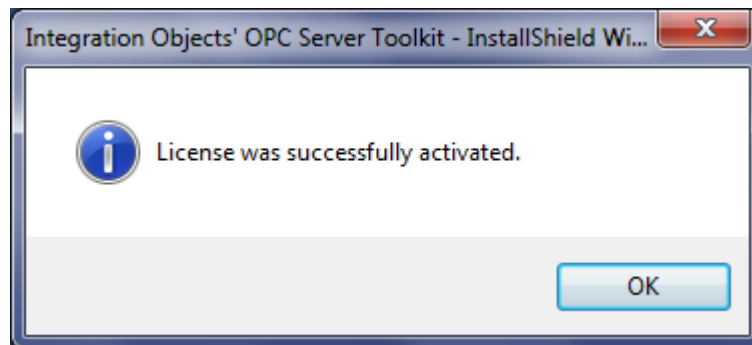 Integration Objects' OPC Server Toolkit - InstallShield Wi...
License was successfully activated.
OK